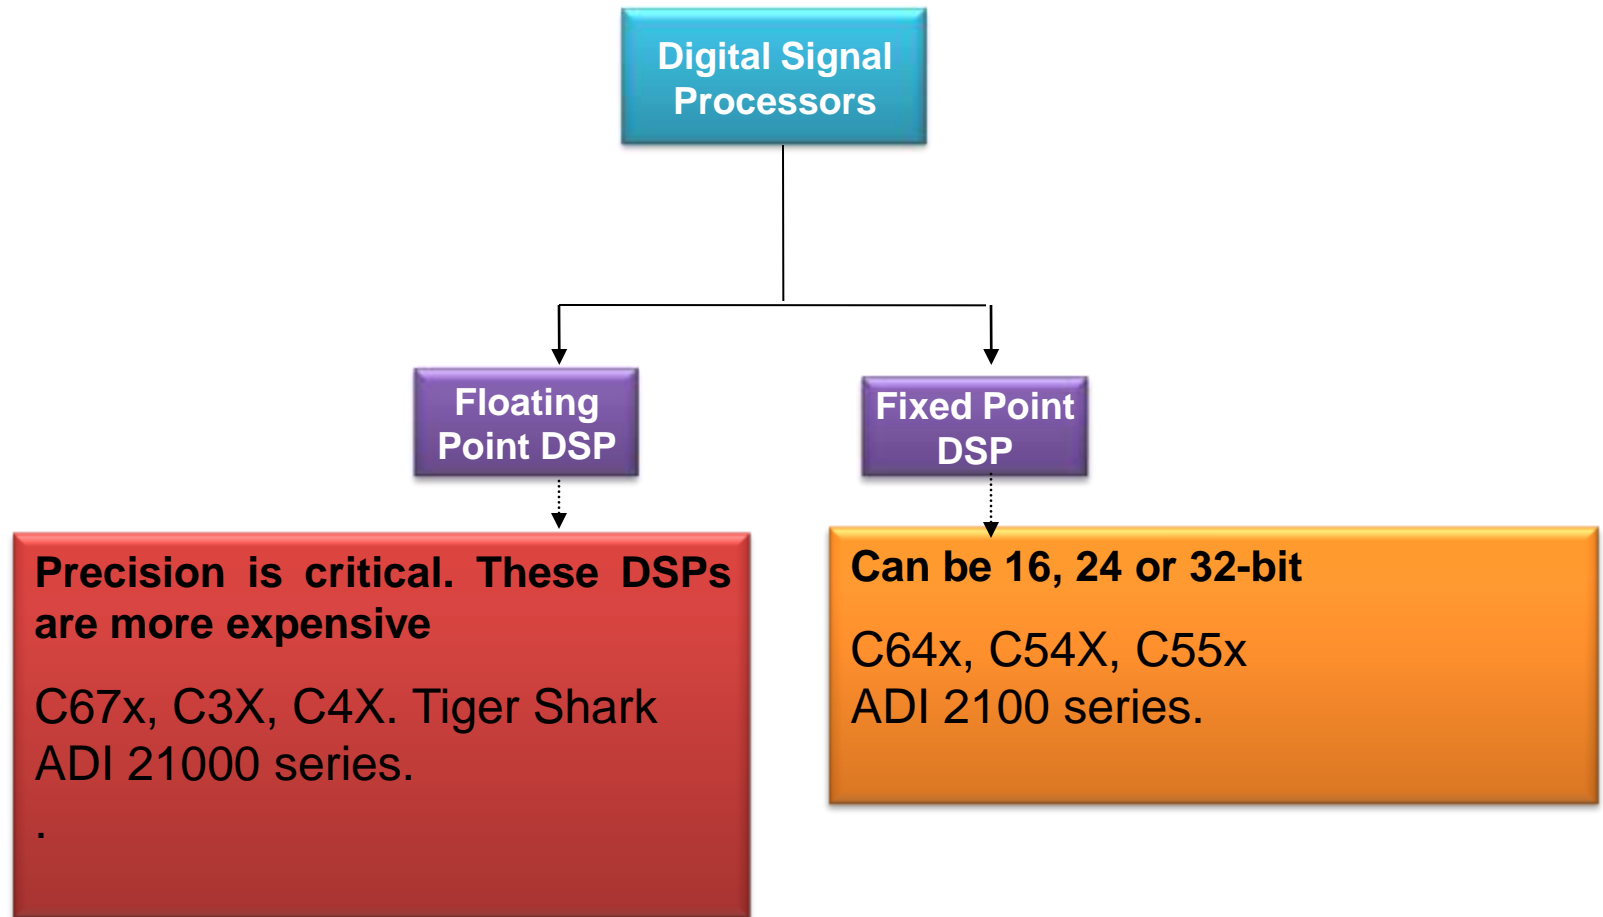 Digital Signal
Processors
Floating
Point DSP
Fixed Point
DSP
Precision is critical. These DSPs
are more expensive
C67x, C3X, C4X. Tiger Shark
ADI 21000 series.
.
Can be 16, 24 or 32-bit
C64x, C54X, C55x
ADI 2100 series.